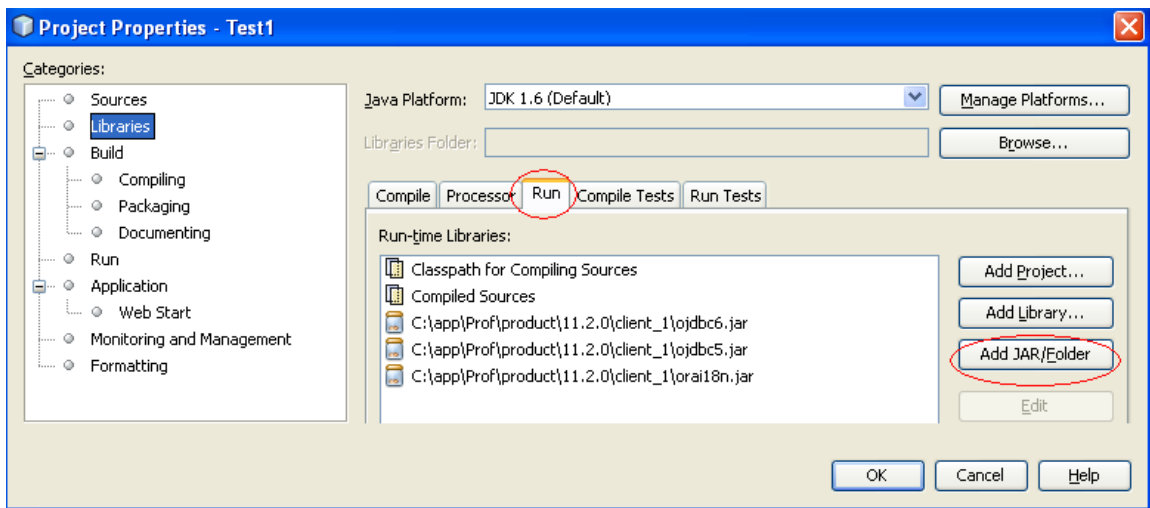 Project Properties - Test1
Categories:
Sources
Libraries
Build
Compiling
Packaging
Documenting
Run
Application
Web Start
Monitoring and Management
Formatting
Java Platform: JDK 1.6 (Default) Manage Platforms...
Libraries Folder: Browse...
Compile Processor Run Compile Tests Run Tests
Run-time Libraries:
Classpath for Compiling Sources
Compiled Sources
C:\app\Prof\product\11.2.0\client_1\ojdbc6.jar
C:\app\Prof\product\11.2.0\client_1\ojdbc5.jar
C:\app\Prof\product\11.2.0\client_1\orai18n.jar
Add Project...
Add Library...
Add JAR/Folder
Edit
OK Cancel Help